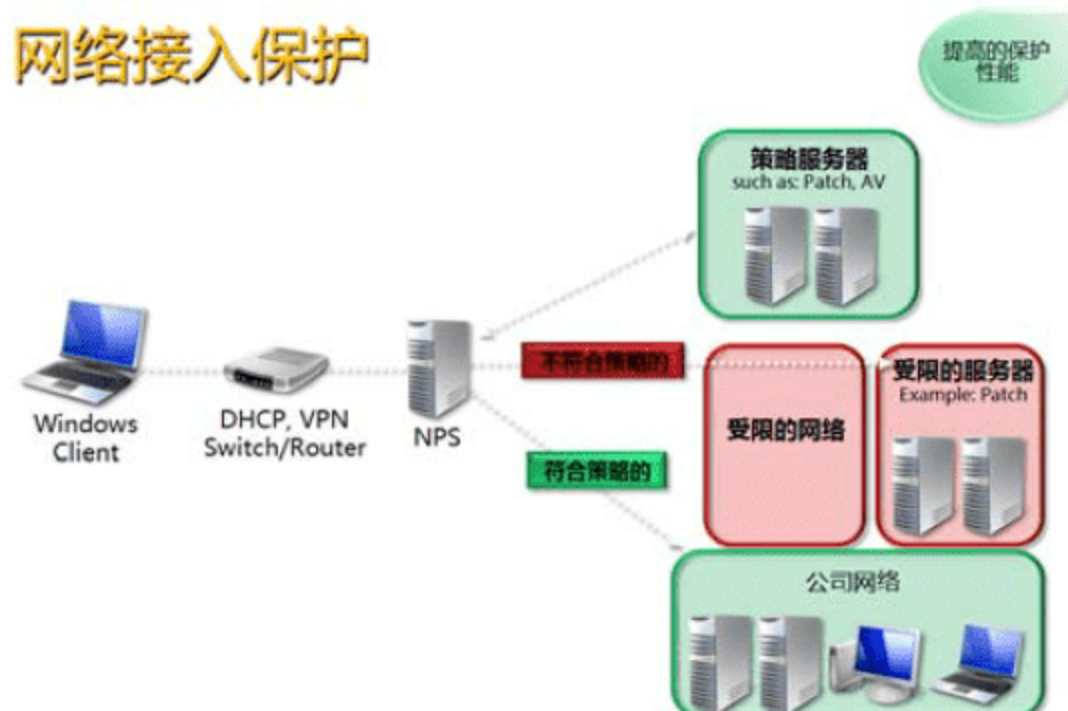 网络接入保护
提高的保护
性能
策略服务器
such as: Patch, AV
Windows
Client
DHCP, VPN
Switch/Router
NPS
不符合策略的
受限的网络
受限的服务器
Example: Patch
符合策略的
公司网络